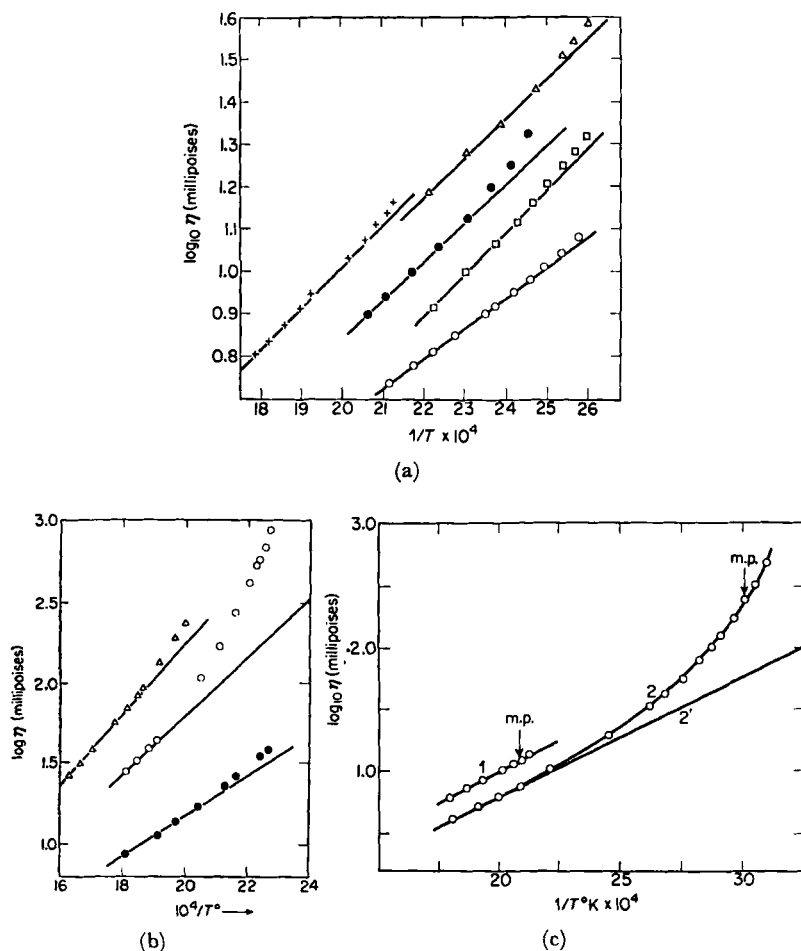 1.6
1.5
1.4
1.3
1.2
1.1
1.0
0.9
0.8
log₁₀ η (millipoises)
18 19 20 21 22 23 24 25 26
1/T × 10⁴
(a)
3.0
2.5
2.0
1.5
1.0
log η (millipoises)
16 18 20 22 24
10⁴/T°
(b)
3.0
2.0
1.0
log₁₀ η (millipoises)
m.p.
m.p.
1
2
2'
20 25 30
1/T°K × 10⁴
(c)